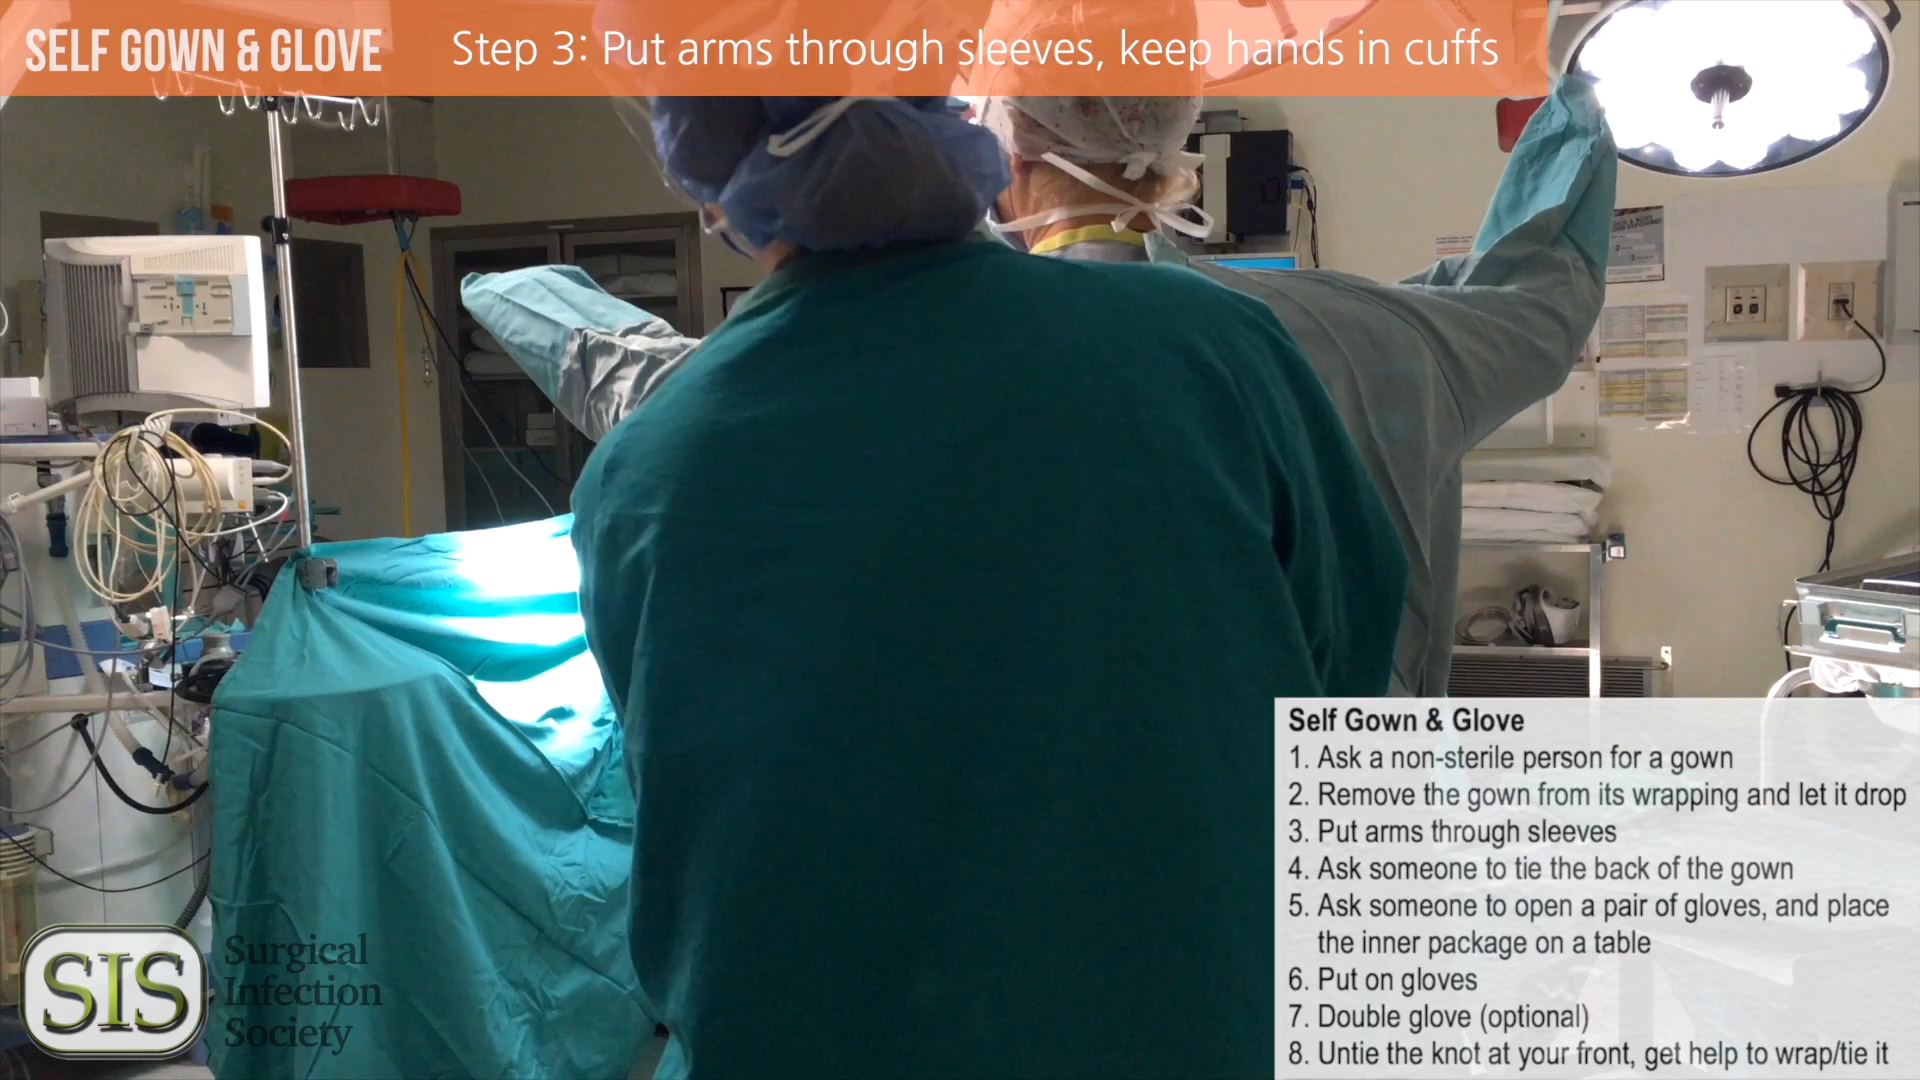 SELF GOWN & GLOVE
Step 3: Put arms through sleeves, keep hands in cuffs
Self Gown & Glove
1. Ask a non-sterile person for a gown
2. Remove the gown from its wrapping and let it drop
3. Put arms through sleeves
4. Ask someone to tie the back of the gown
5. Ask someone to open a pair of gloves, and place
the inner package on a table
6. Put on gloves
7. Double glove (optional)
8. Untie the knot at your front, get help to wrap/tie it
SIS
Surgical
Infection
Society